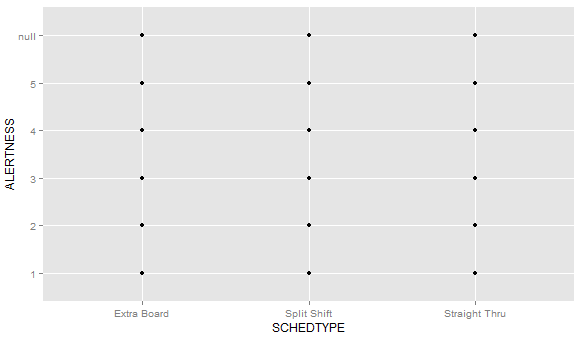 ALERTNESS
null
5
4
3
2
1
Extra Board Split Shift Straight Thru
SCHEDTYPE